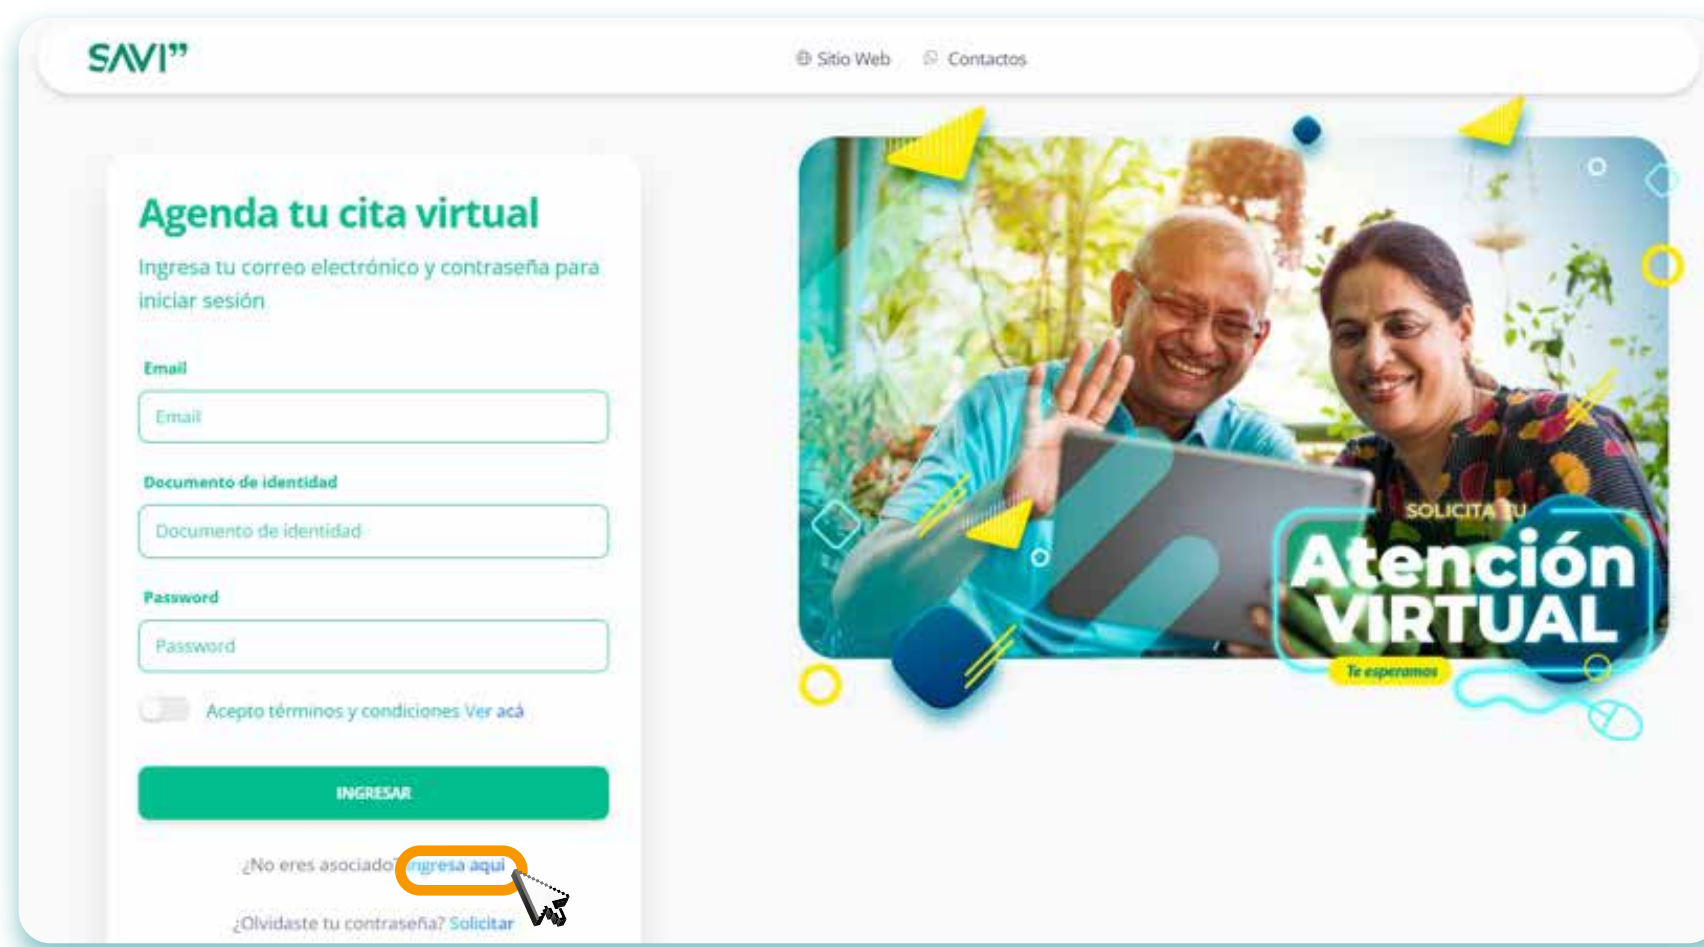 SAVI”
Sitio Web
Contactos
Agenda tu cita virtual
Ingresa tu correo electrónico y contraseña para
iniciar sesión
Email
Email
Documento de identidad
Documento de identidad
Password
Password
Acepto términos y condiciones Ver acá
INGRESAR
¿No eres asociado? Ingresa aquí
¿Olvidaste tu contraseña? Solicitar
SOLICITA TU
Atención
VIRTUAL
Te esperamos